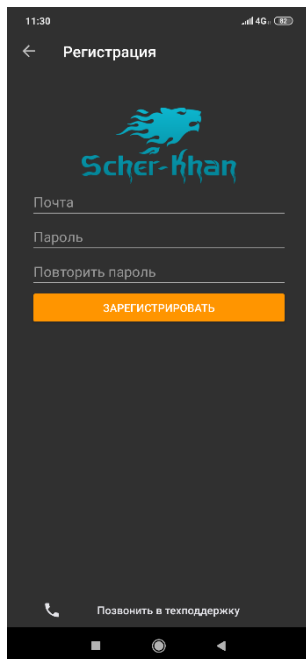 11:30
4G 82
Регистрация
Scher-Khan
Почта
Пароль
Повторить пароль
ЗАРЕГИСТРИРОВАТЬ
Позвонить в техподдержку